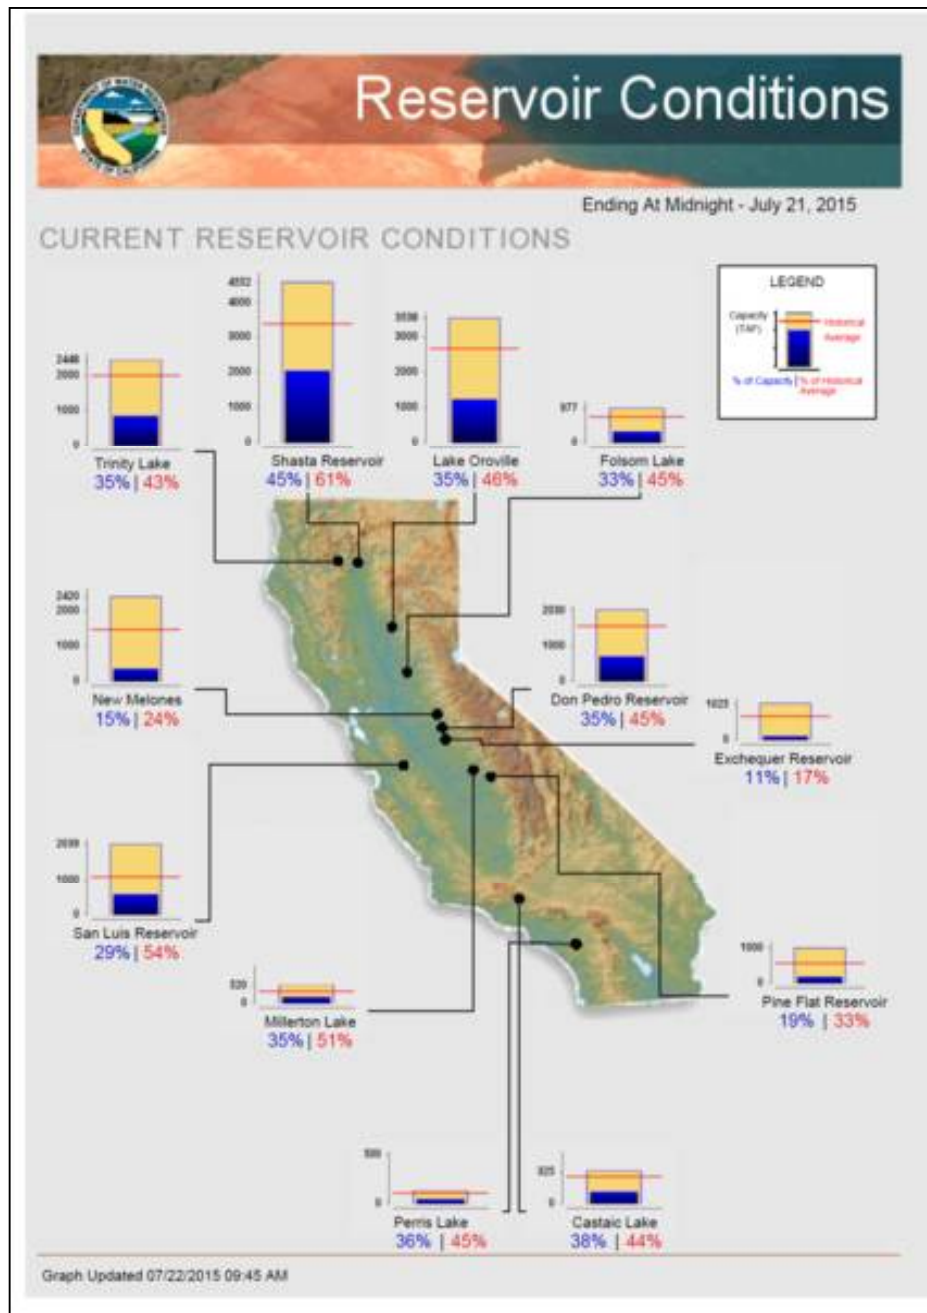 Reservoir Conditions
STATE OF CALIFORNIA
Ending At Midnight - July 21, 2015
CURRENT RESERVOIR CONDITIONS
LEGEND
Capacity
(TAF)
Historical
Average
% of Capacity | % of Historical
Average
2448
2000
1000
0
Trinity Lake
35% | 43%
4552
4000
3000
2000
1000
0
Shasta Reservoir
45% | 61%
3538
3000
2000
1000
0
Lake Oroville
35% | 46%
977
0
Folsom Lake
33% | 45%
2420
2000
1000
0
New Melones
15% | 24%
2030
1000
0
Don Pedro Reservoir
35% | 45%
0
Exchequer Reservoir
11% | 17%
2039
1000
0
San Luis Reservoir
29% | 54%
520
0
Millerton Lake
35% | 51%
1000
0
Pine Flat Reservoir
19% | 33%
0
Perris Lake
36% | 45%
325
0
Castaic Lake
38% | 44%
Graph Updated 07/22/2015 09:45 AM